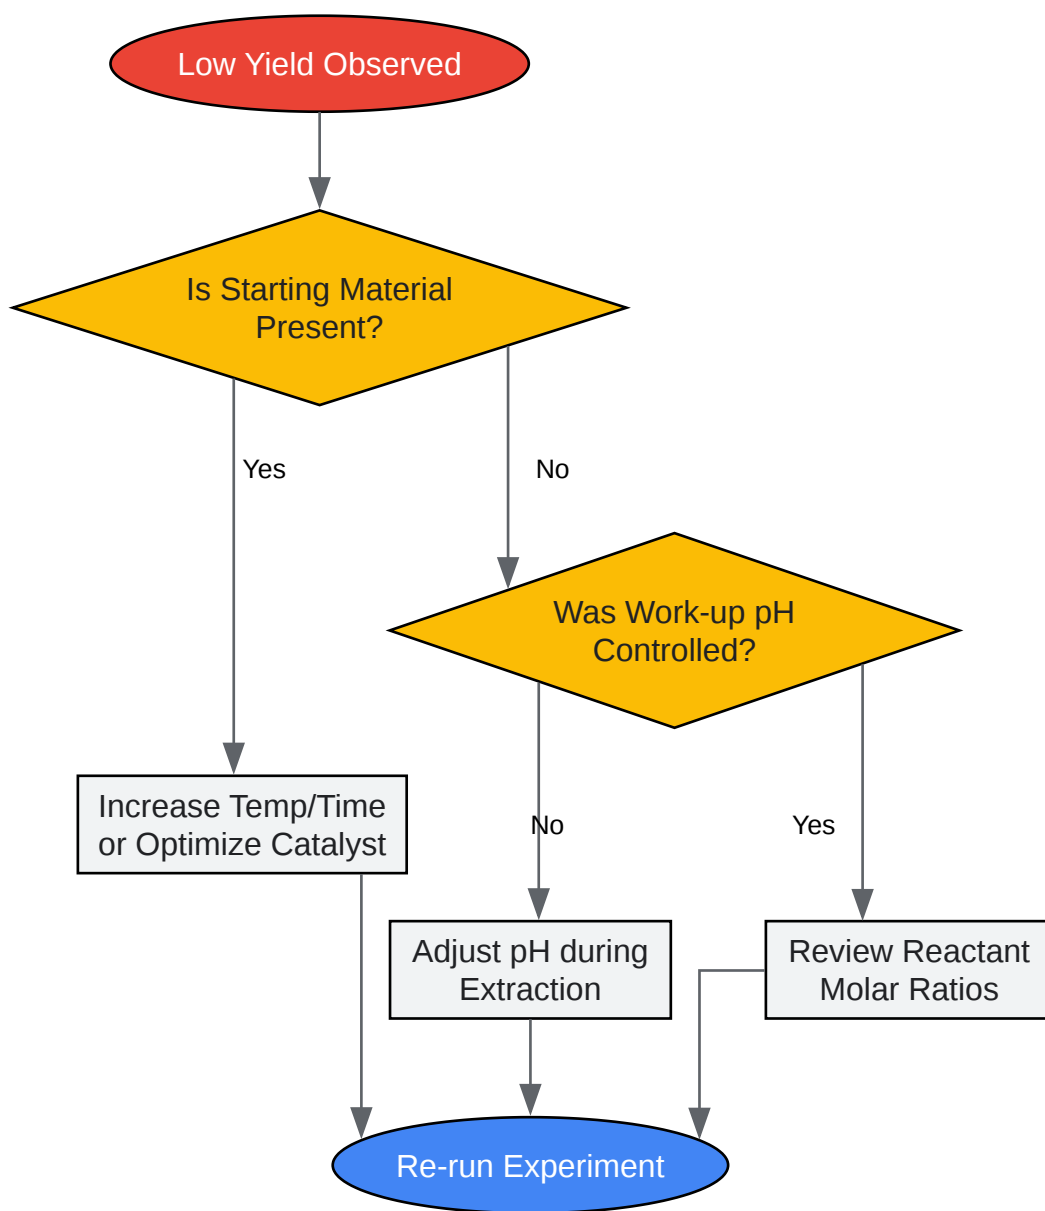 Low Yield Observed
Is Starting Material
Present?
Yes
No
Was Work-up pH
Controlled?
Increase Temp/Time
or Optimize Catalyst
No
Yes
Adjust pH during
Extraction
Review Reactant
Molar Ratios
Re-run Experiment